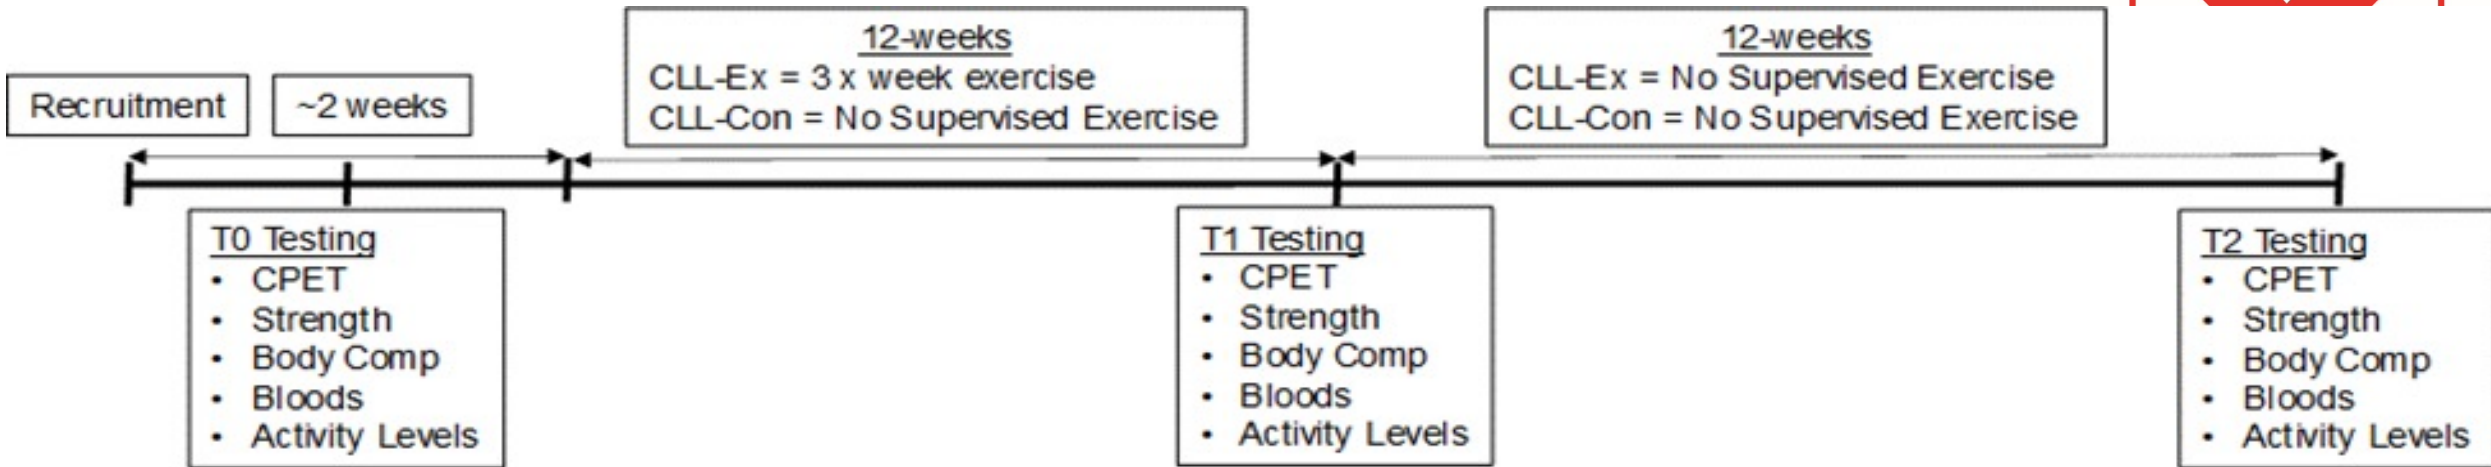 Recruitment
~2 weeks
12-weeks
CLL-Ex = 3 x week exercise
CLL-Con = No Supervised Exercise
12-weeks
CLL-Ex = No Supervised Exercise
CLL-Con = No Supervised Exercise
T0 Testing
• CPET
• Strength
• Body Comp
• Bloods
• Activity Levels
T1 Testing
• CPET
• Strength
• Body Comp
• Bloods
• Activity Levels
T2 Testing
• CPET
• Strength
• Body Comp
• Bloods
• Activity Levels